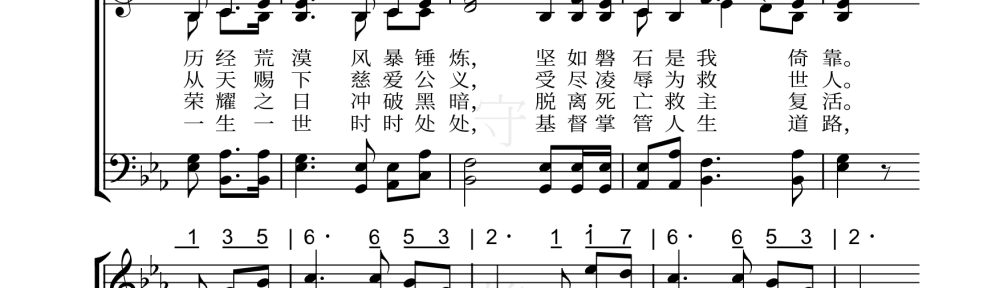 历经荒漠 风暴锤炼， 坚如磐石是我 倚靠。
从天赐下 慈爱公义， 受尽凌辱为救 世人。
荣耀之日 冲破黑暗， 脱离死亡救主 复活。
一生一世 时时处处， 基督掌管人生 道路，
守
1 3 5 | 6· 6 5 3 | 2· 1 1 7 | 6· 6 5 3 | 2·